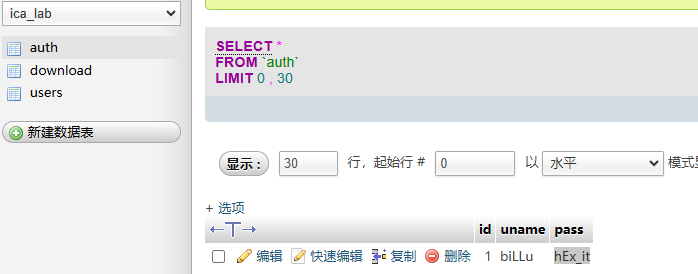 ica_lab
auth
download
users
新建数据表
SELECT *
FROM `auth`
LIMIT 0 , 30
显示 : 30 行，起始行 # 0 以 水平 模式显
+ 选项
←T→ id uname pass
编辑 快速编辑 复制 删除 1 biLLu hEx_it